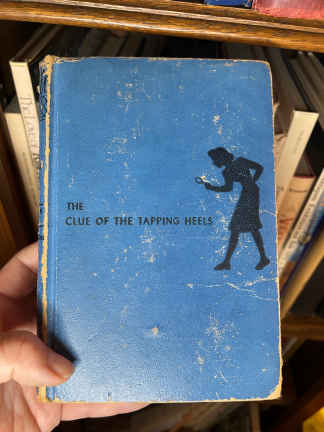 THE
CLUE OF THE TAPPING HEELS